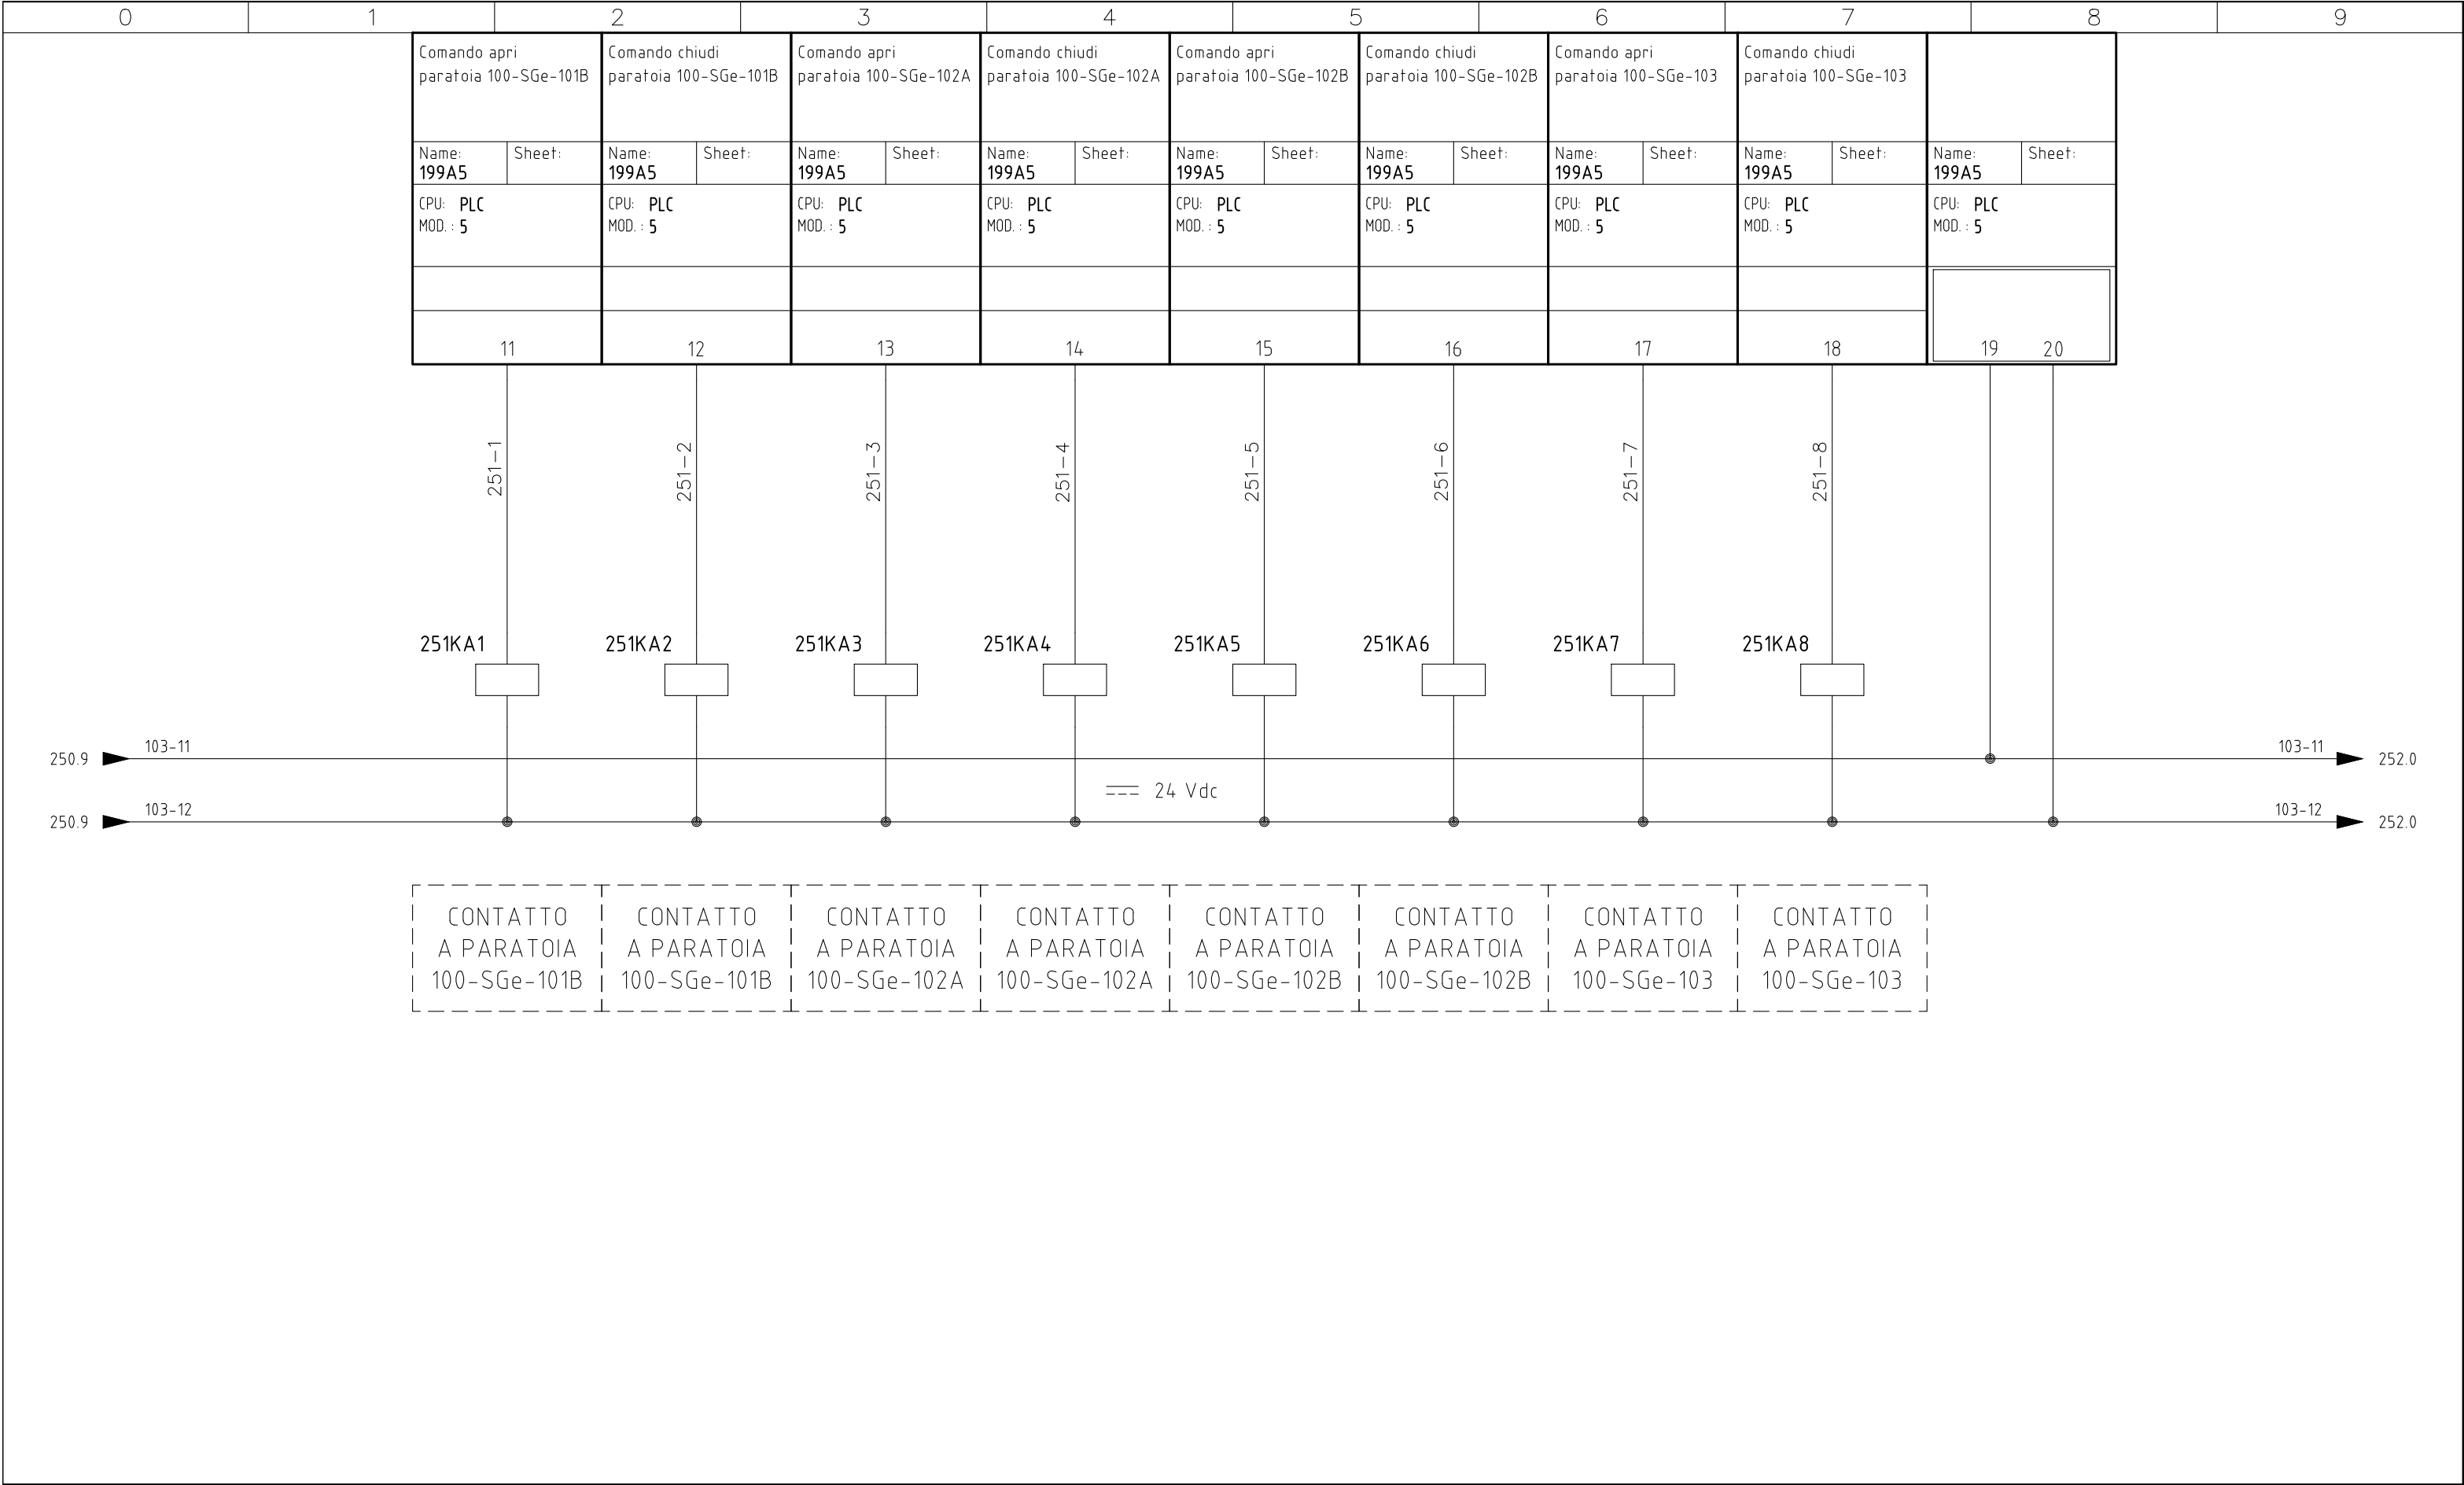 0 1 2 3 4 5 6 7 8 9
Comando apri
paratoia 100-SGe-101B
Name: Sheet:
199A5
CPU: PLC
MOD. : 5
11
Comando chiudi
paratoia 100-SGe-101B
Name: Sheet:
199A5
CPU: PLC
MOD. : 5
12
Comando apri
paratoia 100-SGe-102A
Name: Sheet:
199A5
CPU: PLC
MOD. : 5
13
Comando chiudi
paratoia 100-SGe-102A
Name: Sheet:
199A5
CPU: PLC
MOD. : 5
14
Comando apri
paratoia 100-SGe-102B
Name: Sheet:
199A5
CPU: PLC
MOD. : 5
15
Comando chiudi
paratoia 100-SGe-102B
Name: Sheet:
199A5
CPU: PLC
MOD. : 5
16
Comando apri
paratoia 100-SGe-103
Name: Sheet:
199A5
CPU: PLC
MOD. : 5
17
Comando chiudi
paratoia 100-SGe-103
Name: Sheet:
199A5
CPU: PLC
MOD. : 5
18
Name: Sheet:
199A5
CPU: PLC
MOD. : 5
19 20
251-1 251-2 251-3 251-4 251-5 251-6 251-7 251-8
251KA1 251KA2 251KA3 251KA4 251KA5 251KA6 251KA7 251KA8
103-11 103-11
250.9 252.0
24 Vdc
103-12 103-12
250.9 252.0
CONTATTO
A PARATOIA
100-SGe-101B
CONTATTO
A PARATOIA
100-SGe-101B
CONTATTO
A PARATOIA
100-SGe-102A
CONTATTO
A PARATOIA
100-SGe-102A
CONTATTO
A PARATOIA
100-SGe-102B
CONTATTO
A PARATOIA
100-SGe-102B
CONTATTO
A PARATOIA
100-SGe-103
CONTATTO
A PARATOIA
100-SGe-103